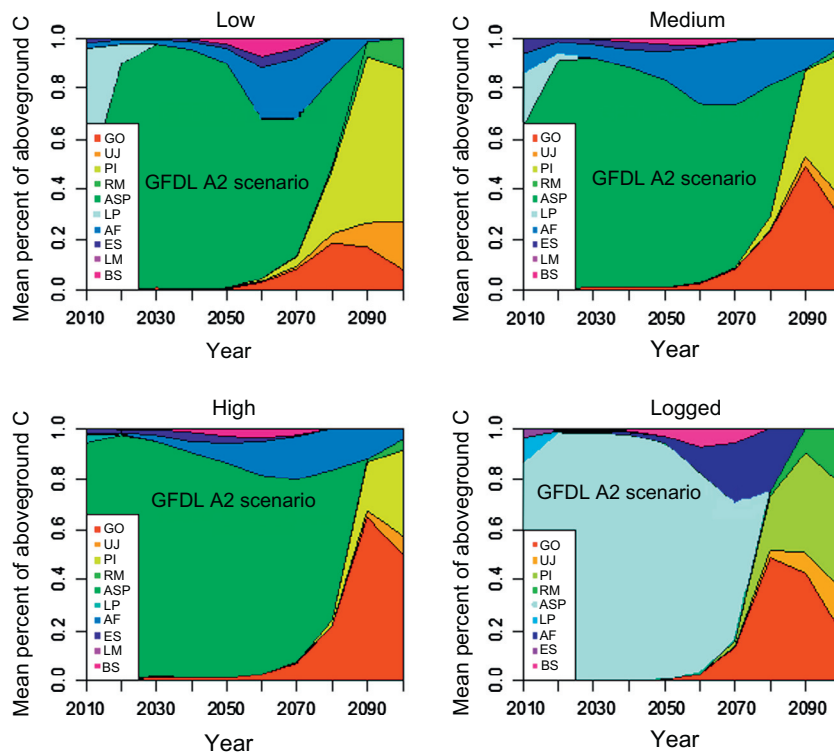 Low
Mean percent of aboveground C
0.0 0.2 0.4 0.6 0.8 1.0
GO
UJ
PI
RM
ASP
LP
AF
ES
LM
BS
GFDL A2 scenario
2010 2030 2050 2070 2090
Year
Medium
Mean percent of aboveground C
0.0 0.2 0.4 0.6 0.8 1.0
GO
UJ
PI
RM
ASP
LP
AF
ES
LM
BS
GFDL A2 scenario
2010 2030 2050 2070 2090
Year
High
Mean percent of aboveground C
0.0 0.2 0.4 0.6 0.8 1.0
GFDL A2 scenario
GO
UJ
PI
RM
ASP
LP
AF
ES
LM
BS
2010 2030 2050 2070 2090
Year
Logged
Mean percent of aboveground C
0.0 0.2 0.4 0.6 0.8 1.0
GFDL A2 scenario
GO
UJ
PI
RM
ASP
LP
AF
ES
BS
2010 2030 2050 2070 2090
Year